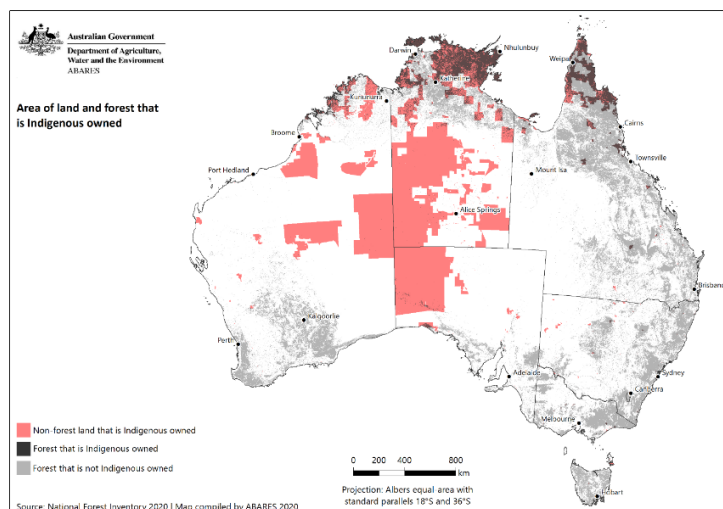 Australian Government
Department of Agriculture,
Water and the Environment
ABARES
Area of land and forest that
is Indigenous owned
Darwin
Nhulunbuy
Weipa
Katherine
Kununurra
Cairns
Broome
Townsville
Port Hedland
Mount Isa
Alice Springs
Brisbane
Kalgoorlie
Perth
Adelaide
Sydney
Canberra
Melbourne
Hobart
Non-forest land that is Indigenous owned
Forest that is Indigenous owned
Forest that is not Indigenous owned
0 200 400 600 800
km
Projection: Albers equal area with
standard parallels 18°S and 36°S
Source: National Forest Inventory 2020 | Map compiled by ABARES 2020